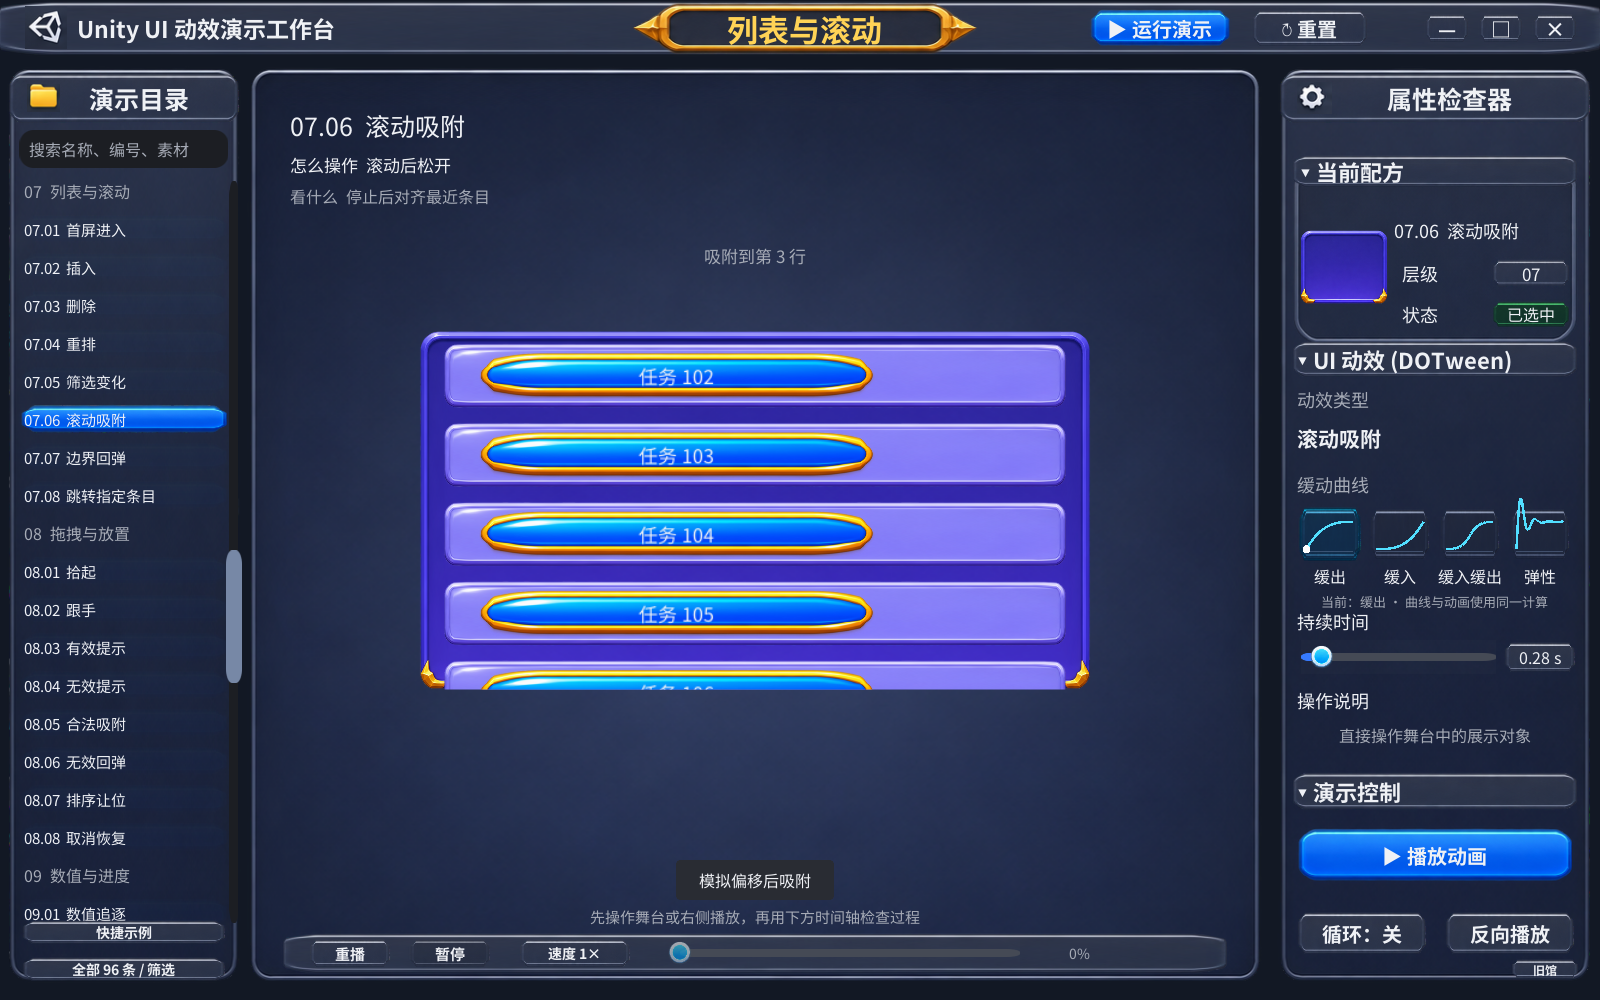 Unity UI 动效演示工作台
列表与滚动
▶ 运行演示
↻ 重置
演示目录
搜索名称、编号、素材
07 列表与滚动
07.01 首屏进入
07.02 插入
07.03 删除
07.04 重排
07.05 筛选变化
07.06 滚动吸附
07.07 边界回弹
07.08 跳转指定条目
08 拖拽与放置
08.01 拾起
08.02 跟手
08.03 有效提示
08.04 无效提示
08.05 合法吸附
08.06 无效回弹
08.07 排序让位
08.08 取消恢复
09 数值与进度
09.01 数值追逐
快捷示例
全部 96 条 / 筛选
07.06 滚动吸附
怎么操作 滚动后松开
看什么 停止后对齐最近条目
吸附到第 3 行
任务 102
任务 103
任务 104
任务 105
任务 106
模拟偏移后吸附
先操作舞台或右侧播放，再用下方时间轴检查过程
重播
暂停
速度 1×
0%
属性检查器
▼ 当前配方
07.06 滚动吸附
层级
07
状态
已选中
▼ UI 动效 (DOTween)
动效类型
滚动吸附
缓动曲线
缓出
缓入
缓入缓出
弹性
当前：缓出 · 曲线与动画使用同一计算
持续时间
0.28 s
操作说明
直接操作舞台中的展示对象
▼ 演示控制
▶ 播放动画
循环：关
反向播放
旧馆